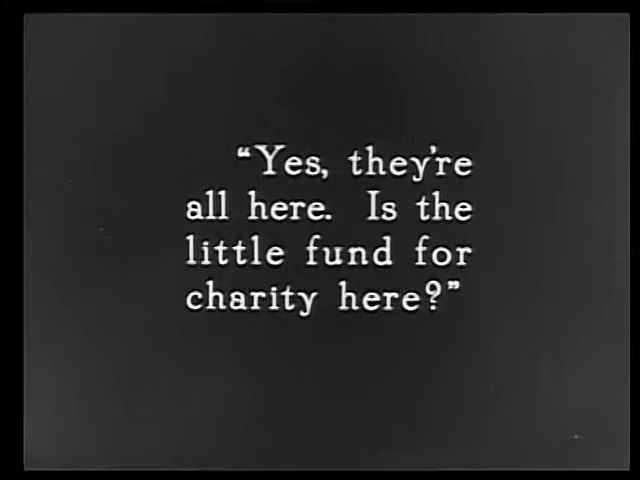 “Yes, they're
all here. Is the
little fund for
charity here?”